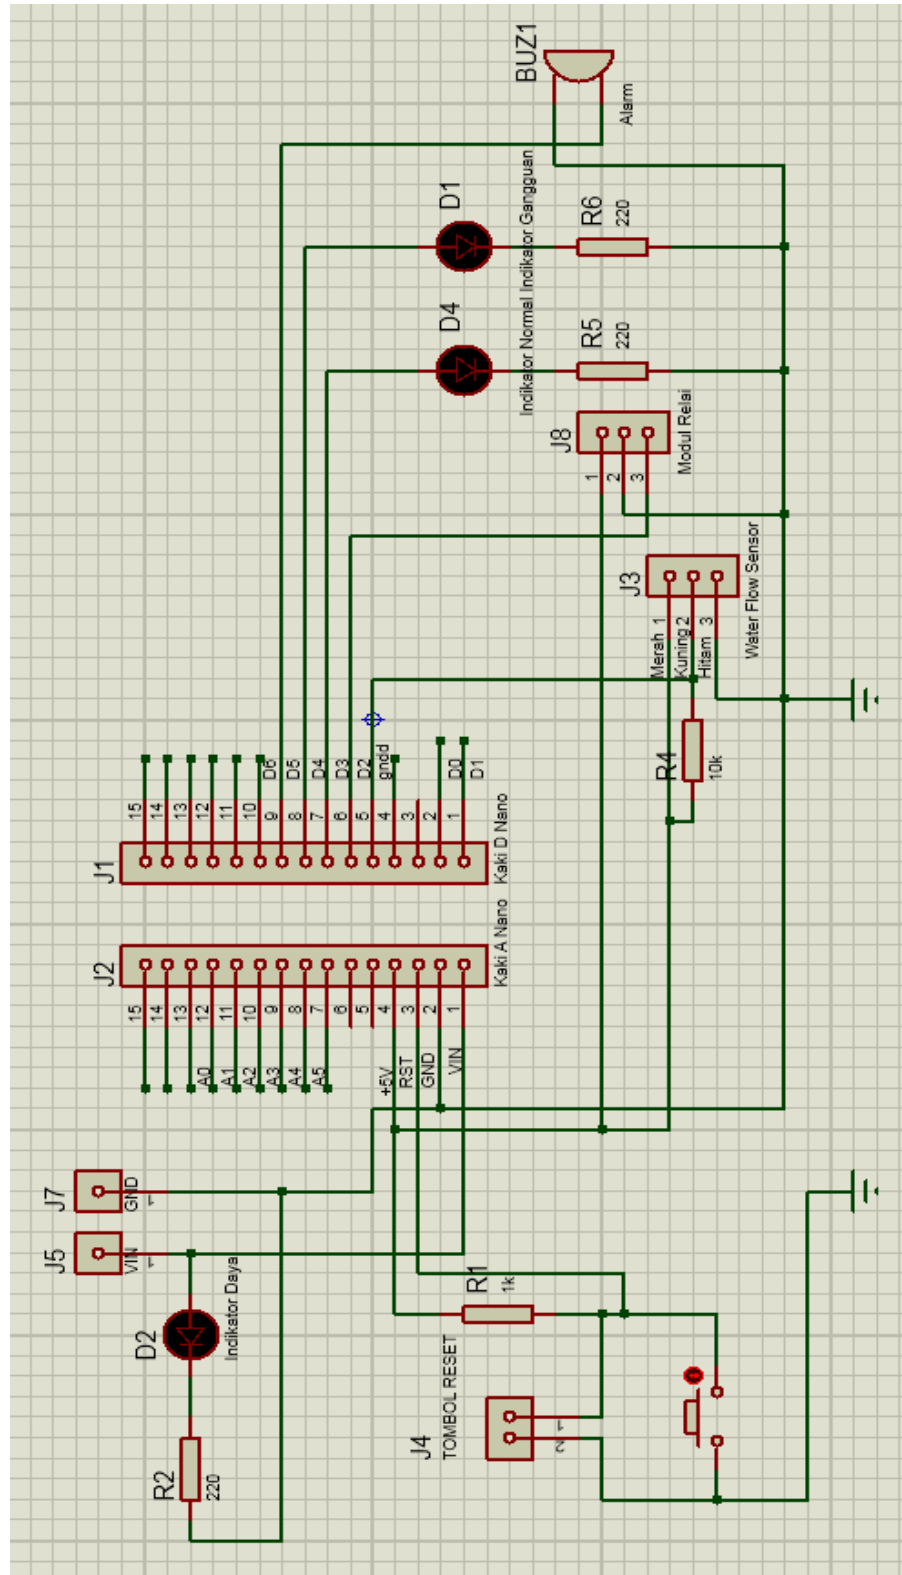 BUZ1
Alarm
D1
Indikator Gangguan
R6
220
D4
Indikator Normal
R5
220
J8
Modul Relai
1
2
3
J3
Water Flow Sensor
Merah 1
Kuning 2
Hitam 3
R4
10k
J1
Kaki D Nano
15
14
13
12
11
10
9
8
7
6
5
4
3
2
1
D6
D5
D4
D3
D2
gndd
D0
D1
J2
Kaki A Nano
15
14
13
12
11
10
9
8
7
6
5
4
3
2
1
A0
A1
A2
A3
A4
A5
+5V
RST
GND
VIN
J7
GND
1
J5
VIN
1
D2
Indikator Daya
R2
220
R1
1k
J4
TOMBOL RESET
1
2